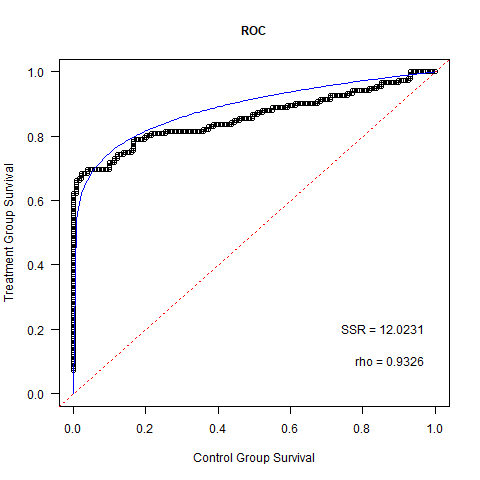 ROC
Treatment Group Survival
1.0
0.8
0.6
0.4
0.2
0.0
SSR = 12.0231
rho = 0.9326
0.0 0.2 0.4 0.6 0.8 1.0
Control Group Survival